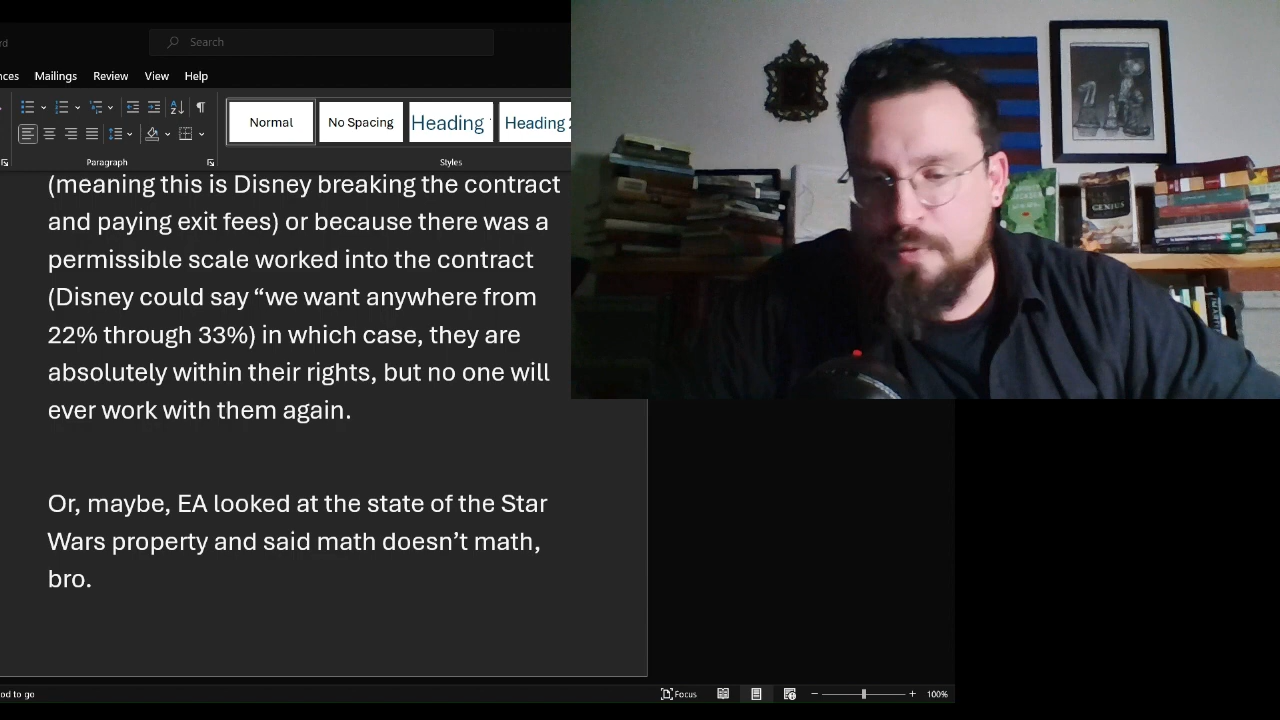 rd
Search
nces Mailings Review View Help
Normal
No Spacing
Heading
Heading
Paragraph
Styles
(meaning this is Disney breaking the contract
and paying exit fees) or because there was a
permissible scale worked into the contract
(Disney could say “we want anywhere from
22% through 33%) in which case, they are
absolutely within their rights, but no one will
ever work with them again.
Or, maybe, EA looked at the state of the Star
Wars property and said math doesn’t math,
bro.
GENIUS
od to go
Focus
100%